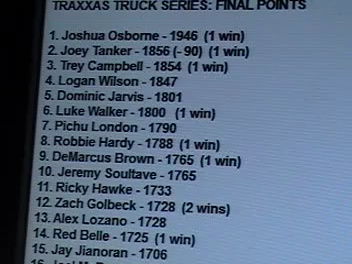 TRAXXAS TRUCK SERIES: FINAL POINTS
1. Joshua Osborne - 1946 (1 win)
2. Joey Tanker - 1856 (- 90) (1 win)
3. Trey Campbell - 1854 (1 win)
4. Logan Wilson - 1847
5. Dominic Jarvis - 1801
6. Luke Walker - 1800 (1 win)
7. Pichu London - 1790
8. Robbie Hardy - 1788 (1 win)
9. DeMarcus Brown - 1765 (1 win)
10. Jeremy Soultave - 1765
11. Ricky Hawke - 1733
12. Zach Golbeck - 1728 (2 wins)
13. Alex Lozano - 1728
14. Red Belle - 1725 (1 win)
15. Jay Jianoran - 1706